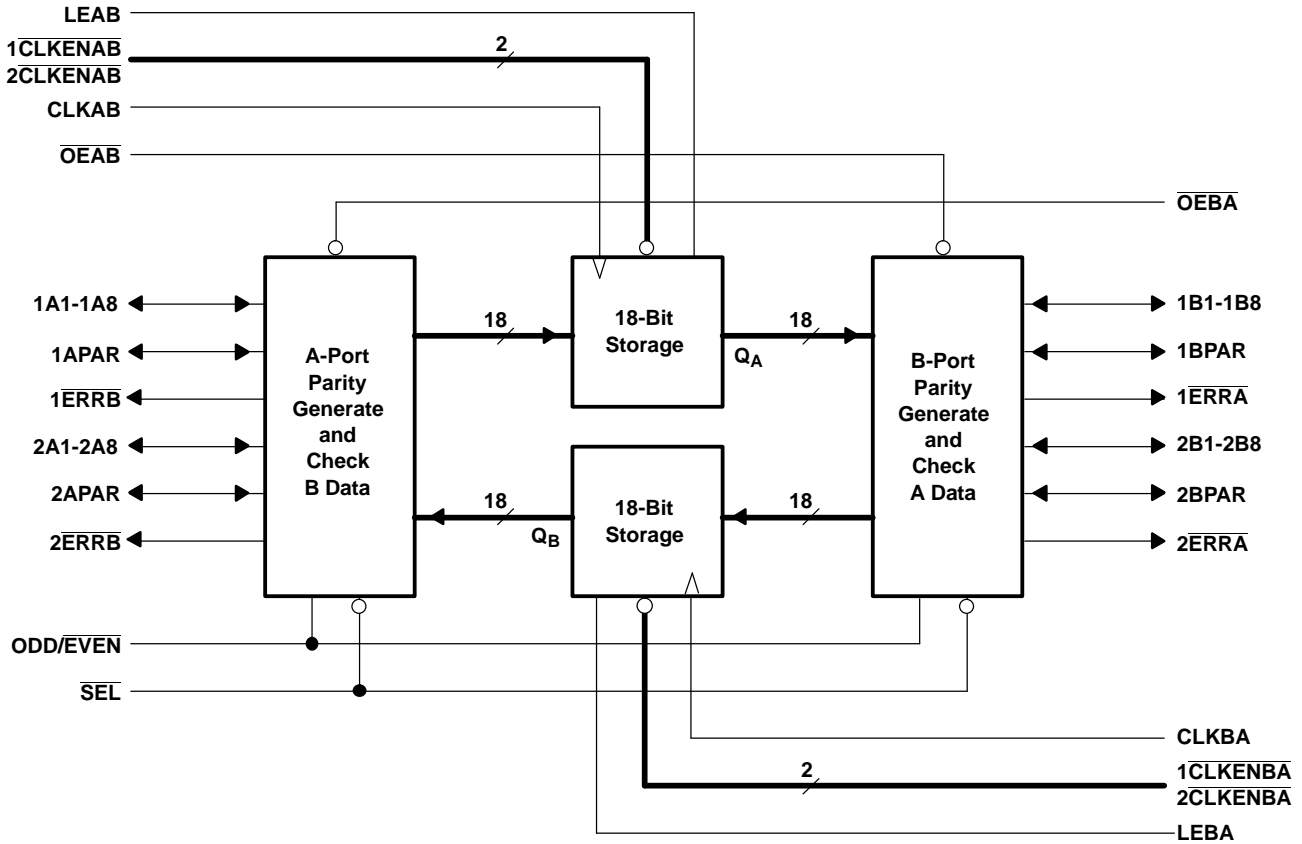 LEAB
1CLKENAB
2CLKENAB
2
CLKAB
OEAB
OEBA
1A1-1A8
1APAR
1ERRB
2A1-2A8
2APAR
2ERRB
A-Port
Parity
Generate
and
Check
B Data
18
18-Bit
Storage
18
QA
18
18-Bit
Storage
18
QB
B-Port
Parity
Generate
and
Check
A Data
1B1-1B8
1BPAR
1ERRA
2B1-2B8
2BPAR
2ERRA
ODD/EVEN
SEL
CLKBA
2
1CLKENBA
2CLKENBA
LEBA